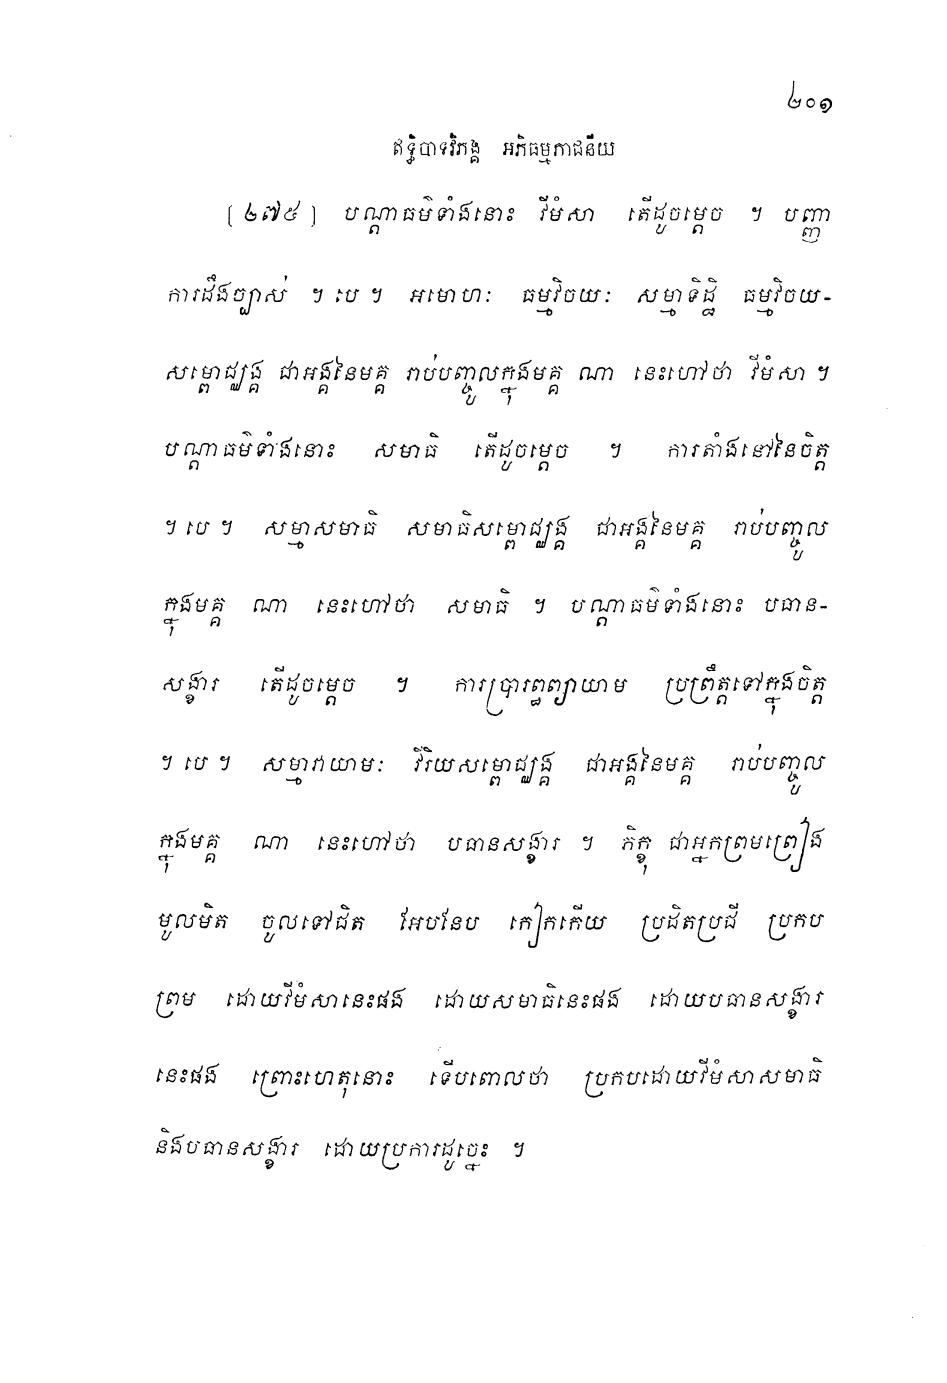 ២០១
ឥទ្ធិបាទវិភង្គ អភិធម្មភាជនីយ
[ ២៧៥ ] បណ្តាធម៌ទាំងនោះ វីមំសា តើដូចម្តេច ។ បញ្ញា
ការដឹងច្បាស់ ។ បេ ។ អមោហៈ ធម្មវិចយៈ សម្មាទិដ្ឋិ ធម្មវិចយ-
សម្ពោជ្ឈង្គ ជាអង្គនៃមគ្គ រាប់បញ្ចូលក្នុងមគ្គ ណា នេះហៅថា វីមំសា ។
បណ្តាធម៌ទាំងនោះ សមាធិ តើដូចម្តេច ។ ការតាំងនៅនៃចិត្ត
។ បេ ។ សម្មាសមាធិ សមាធិសម្ពោជ្ឈង្គ ជាអង្គនៃមគ្គ រាប់បញ្ចូល
ក្នុងមគ្គ ណា នេះហៅថា សមាធិ ។ បណ្តាធម៌ទាំងនោះ បធាន-
សង្ខារ តើដូចម្តេច ។ ការប្រារព្ធព្យាយាម ប្រព្រឹត្តទៅក្នុងចិត្ត
។ បេ ។ សម្មាវាយាមៈ វីរិយសម្ពោជ្ឈង្គ ជាអង្គនៃមគ្គ រាប់បញ្ចូល
ក្នុងមគ្គ ណា នេះហៅថា បធានសង្ខារ ។ ភិក្ខុ ជាអ្នកព្រមព្រៀង
មូលមិត ចូលទៅជិត អែបនែប កៀកកើយ ប្រជិតប្រជី ប្រកប
ព្រម ដោយវីមំសានេះផង ដោយសមាធិនេះផង ដោយបធានសង្ខារ
នេះផង ព្រោះហេតុនោះ ទើបពោលថា ប្រកបដោយវីមំសាសមាធិ
និងបធានសង្ខារ ដោយប្រការដូច្នេះ ។